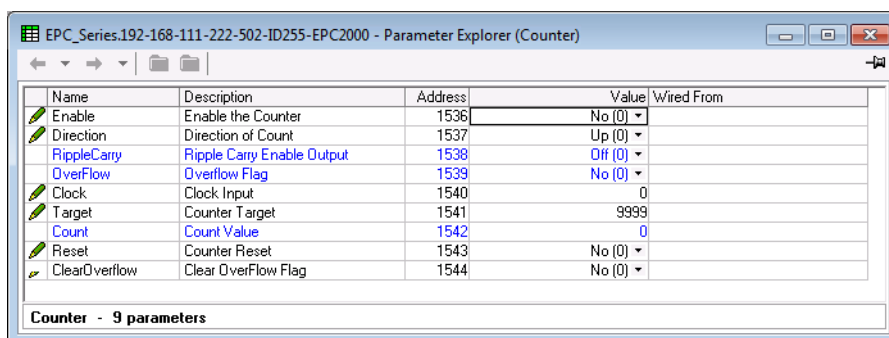 EPC_Series.192-168-111-222-502-ID255-EPC2000 - Parameter Explorer (Counter)
Name Description Address Value Wired From
Enable Enable the Counter 1536 No (0)
Direction Direction of Count 1537 Up (0)
RippleCarry Ripple Carry Enable Output 1538 Off (0)
OverFlow Overflow Flag 1539 No (0)
Clock Clock Input 1540 0
Target Counter Target 1541 9999
Count Count Value 1542 0
Reset Counter Reset 1543 No (0)
ClearOverflow Clear OverFlow Flag 1544 No (0)
Counter - 9 parameters